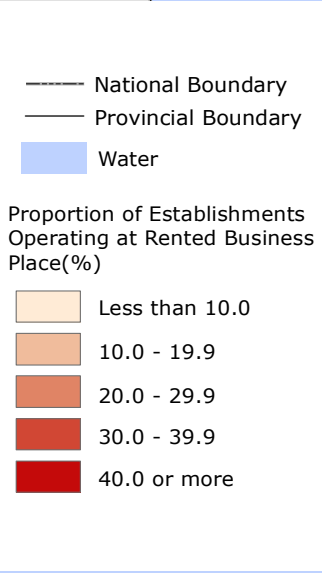 National Boundary
Provincial Boundary
Water
Proportion of Establishments
Operating at Rented Business
Place(%)
Less than 10.0
10.0 - 19.9
20.0 - 29.9
30.0 - 39.9
40.0 or more